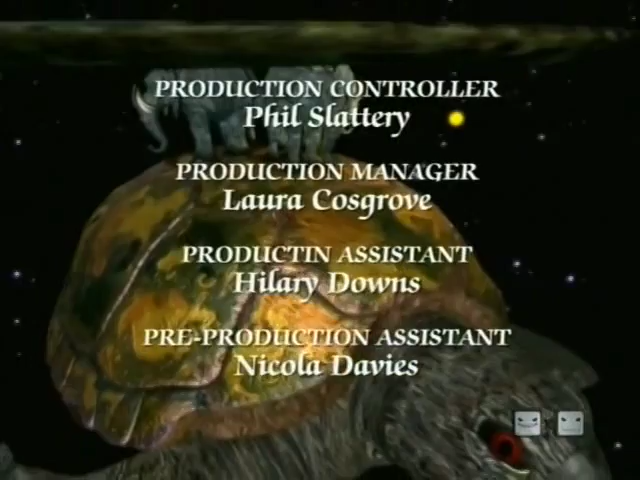 PRODUCTION CONTROLLER
Phil Slattery
PRODUCTION MANAGER
Laura Cosgrove
PRODUCTIN ASSISTANT
Hilary Downs
PRE-PRODUCTION ASSISTANT
Nicola Davies